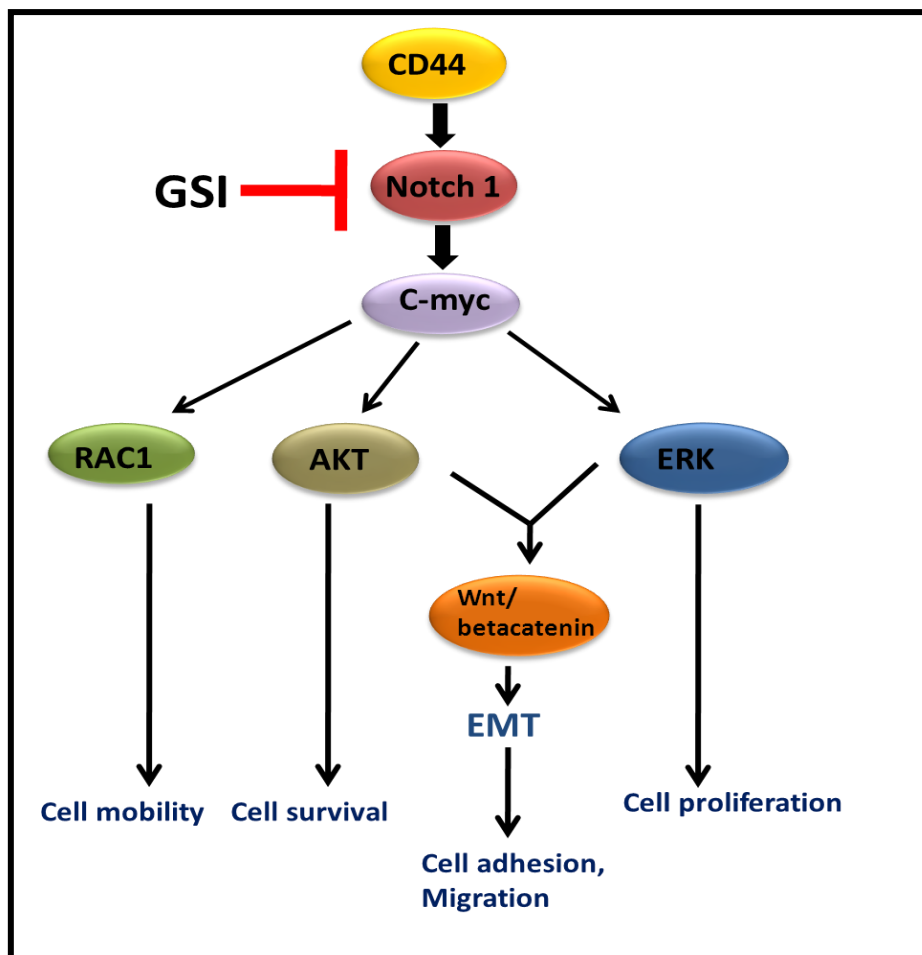 CD44
GSI
Notch 1
C-myc
RAC1
AKT
ERK
Wnt/
betacatenin
EMT
Cell mobility
Cell survival
Cell proliferation
Cell adhesion,
Migration